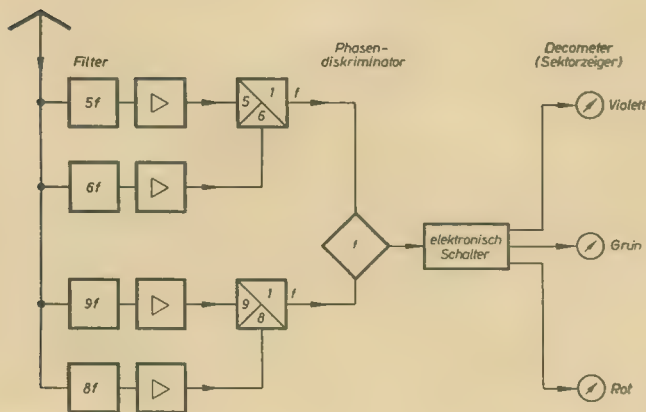 Filter
Phasen-
diskriminator
Decometer
(Sektorzeiger)
5f
5 1 6
f
Violett
6f
f
elektronisch
Schalter
Grün
9f
9 1 8
f
8f
Rot